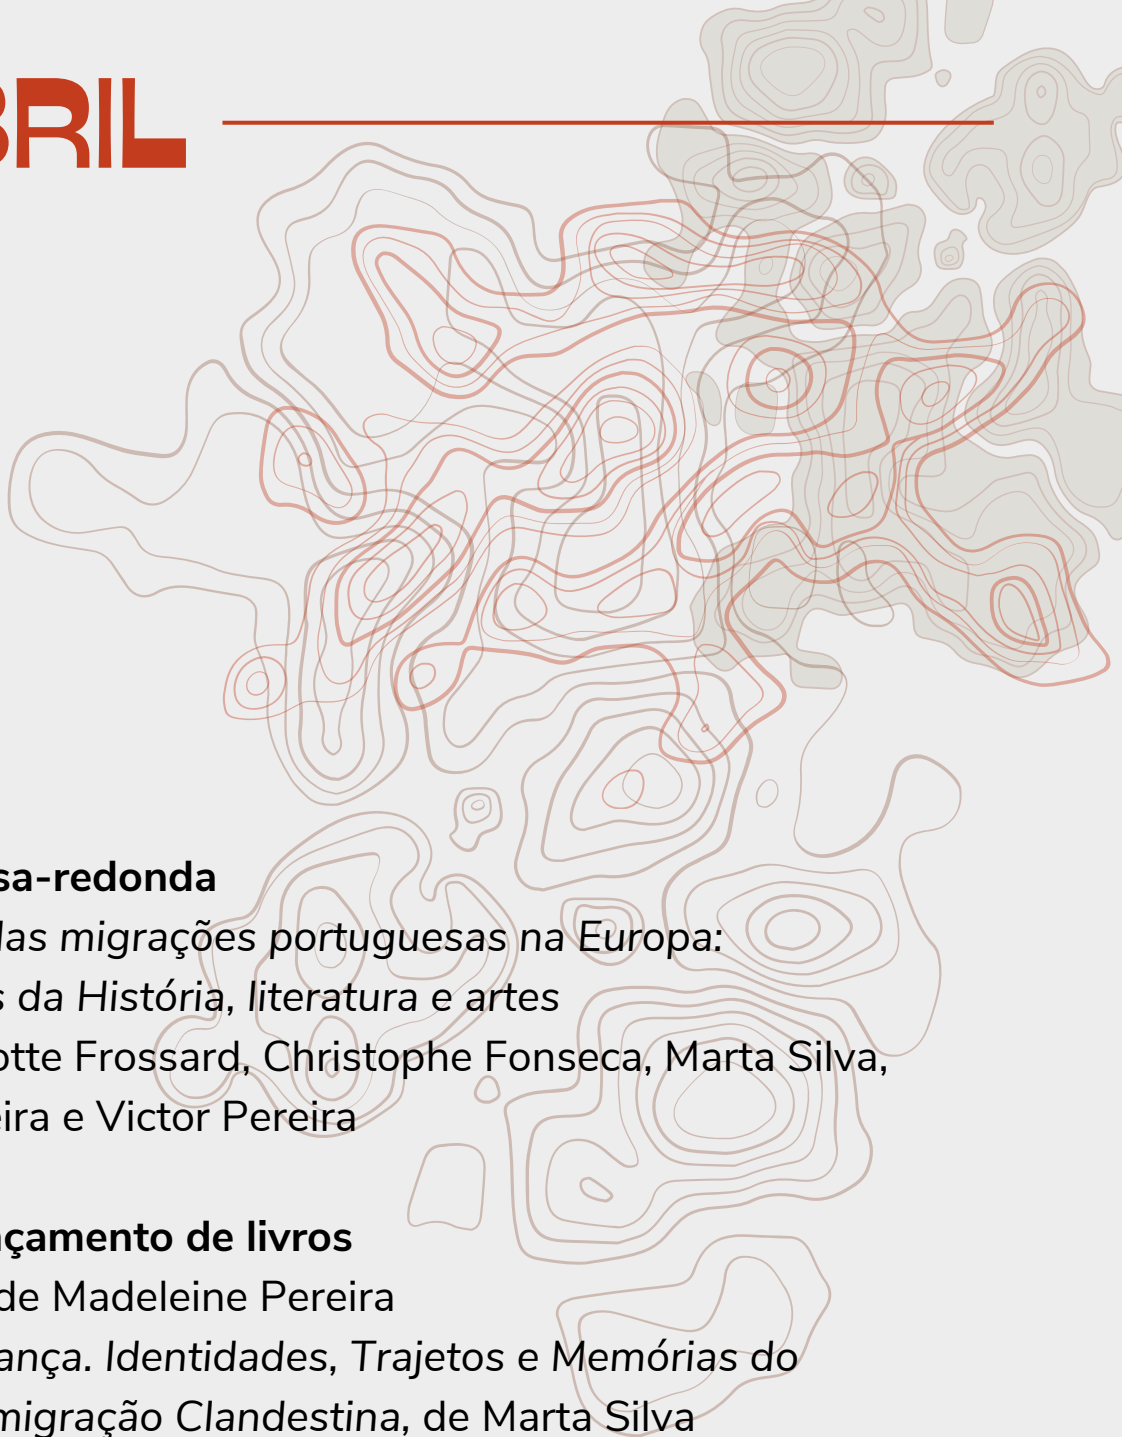 BRIL
sa-redonda
das migrações portuguesas na Europa:
s da História, literatura e artes
otte Frossard, Christophe Fonseca, Marta Silva,
eira e Victor Pereira
nçamento de livros
de Madeleine Pereira
ança. Identidades, Trajetos e Memórias do
migração Clandestina, de Marta Silva